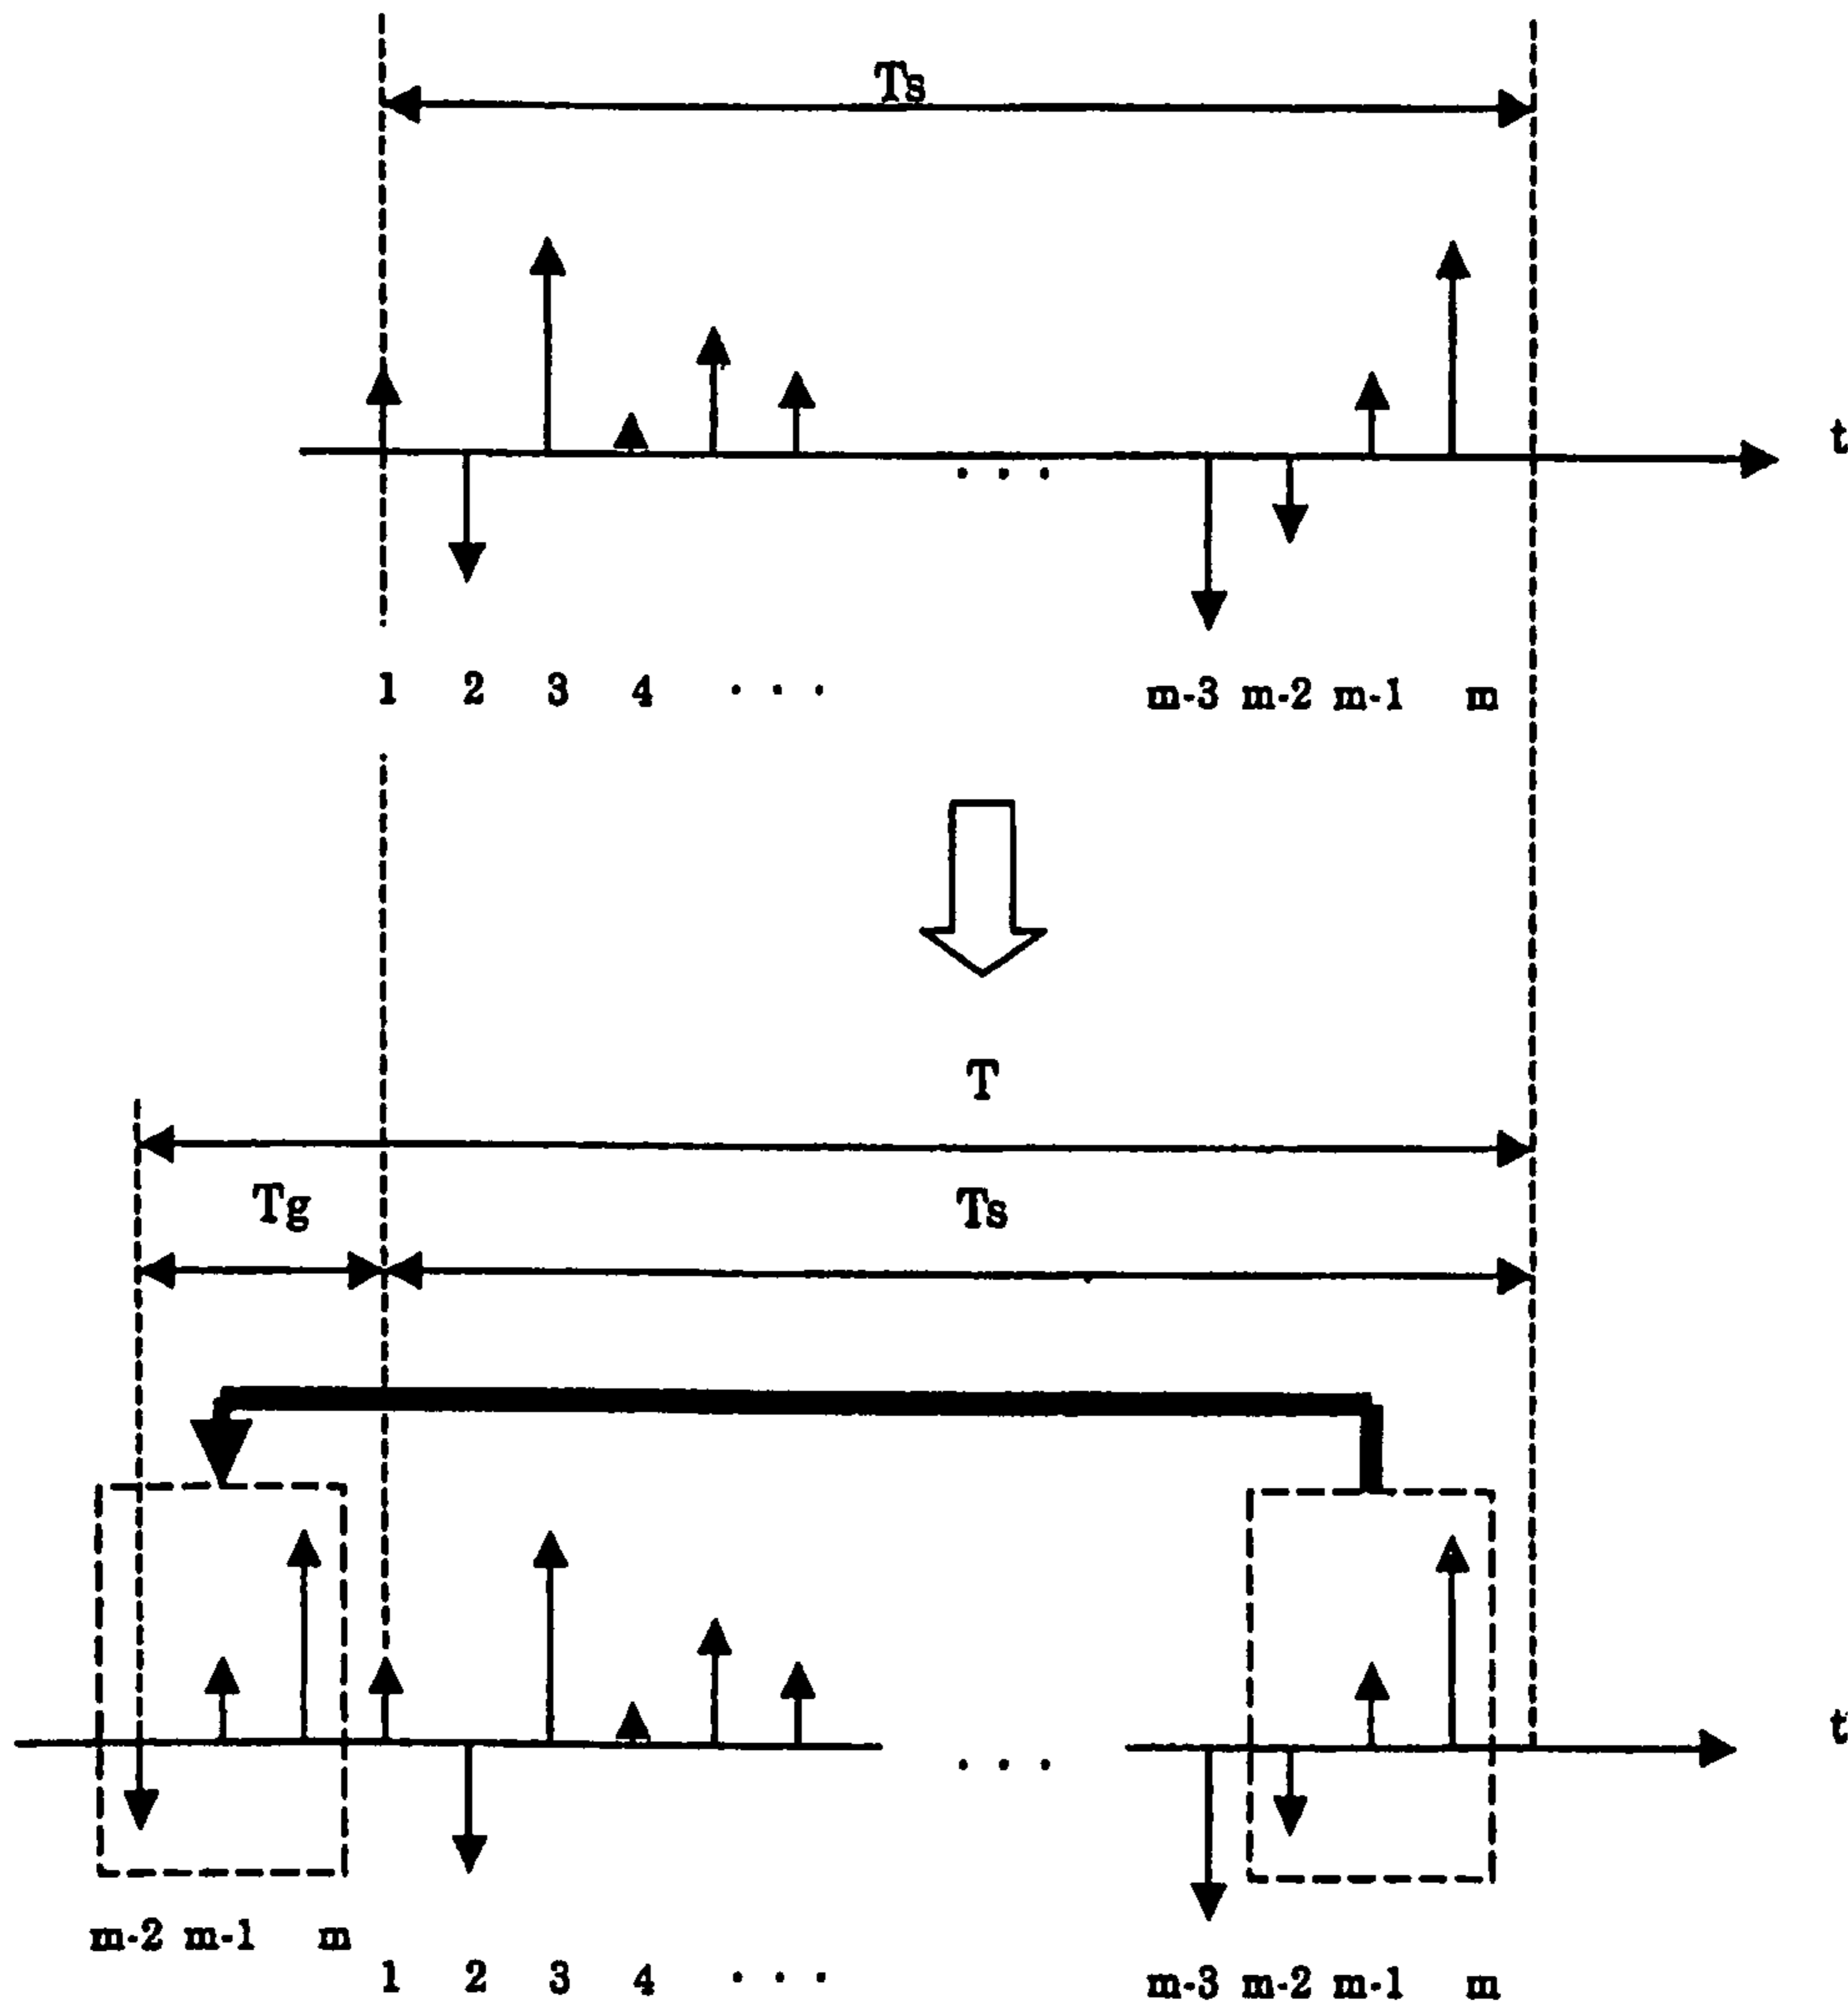 Ts
t
. . .
1 2 3 4 . . . m-3 m-2 m-1 m
T
Tg Ts
t
. . .
m-2 m-1 m
1 2 3 4 . . . m-3 m-2 m-1 m